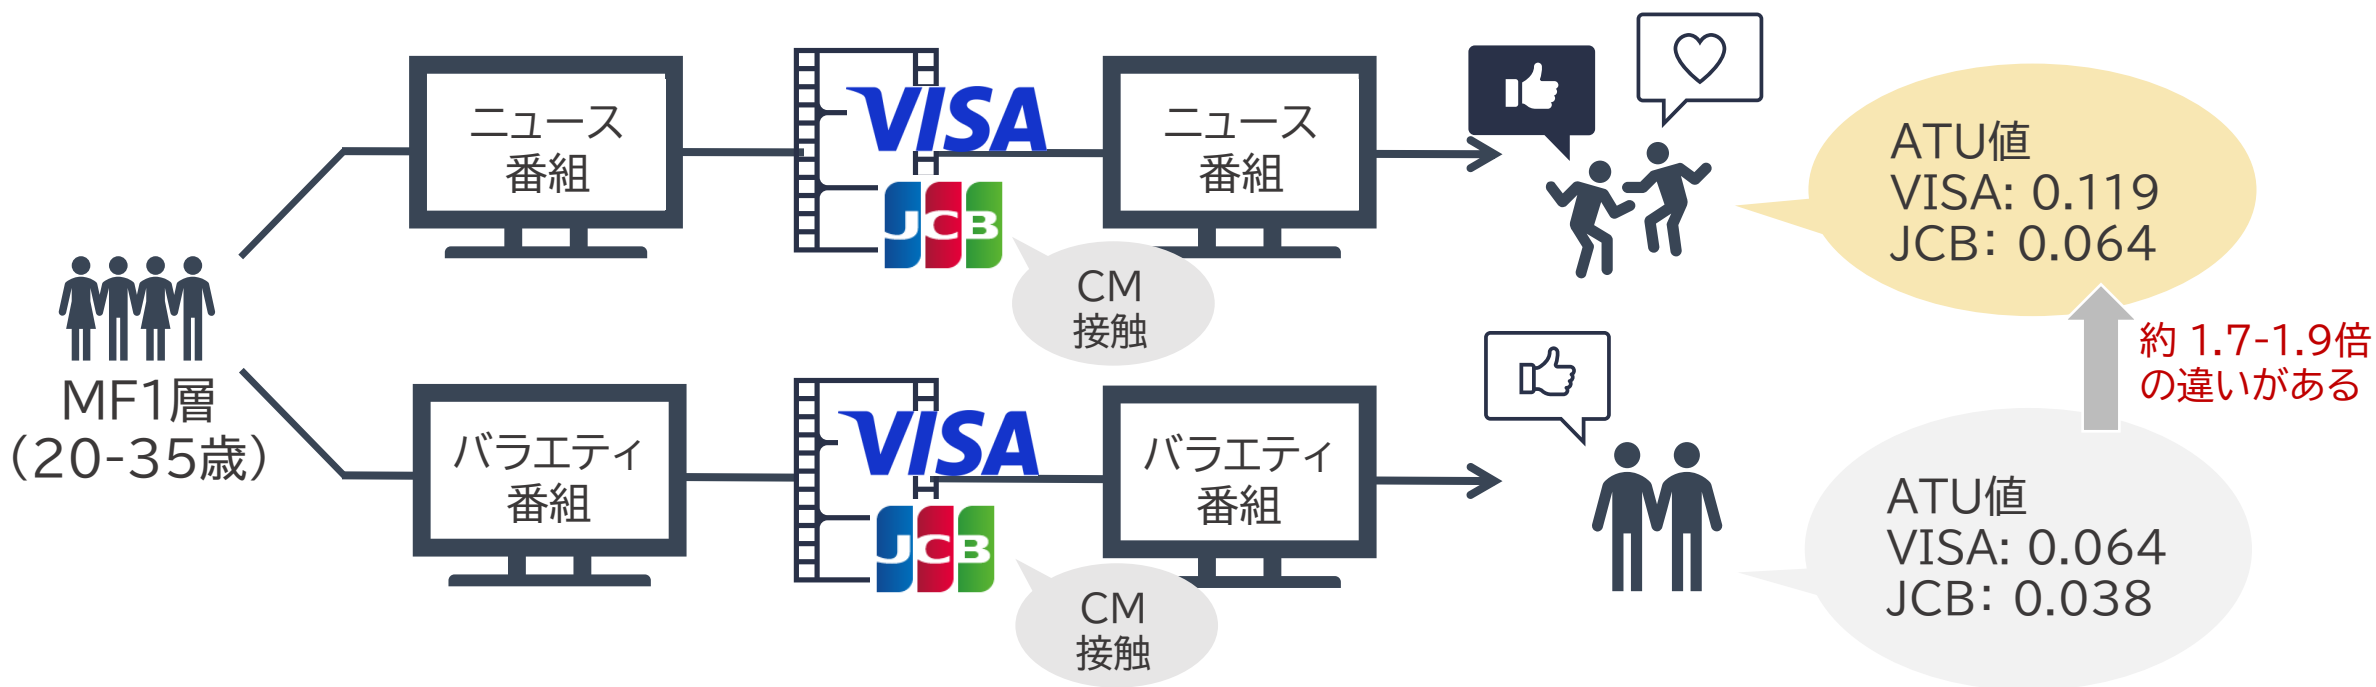 MF1層
(20-35歳)
ニュース
番組
VISA
JCB
CM
接触
ニュース
番組
ATU値
VISA: 0.119
JCB: 0.064
約 1.7-1.9倍
の違いがある
バラエティ
番組
VISA
JCB
CM
接触
バラエティ
番組
ATU値
VISA: 0.064
JCB: 0.038